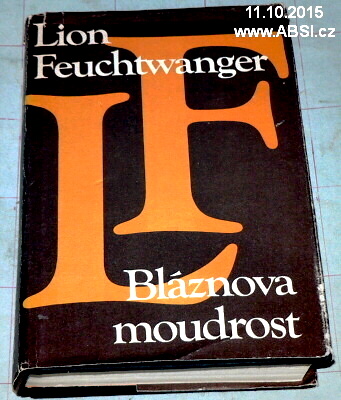 11.10.2015
www.ABSI.cz
Lion
Feuchtwanger
LF
Bláznova
moudrost